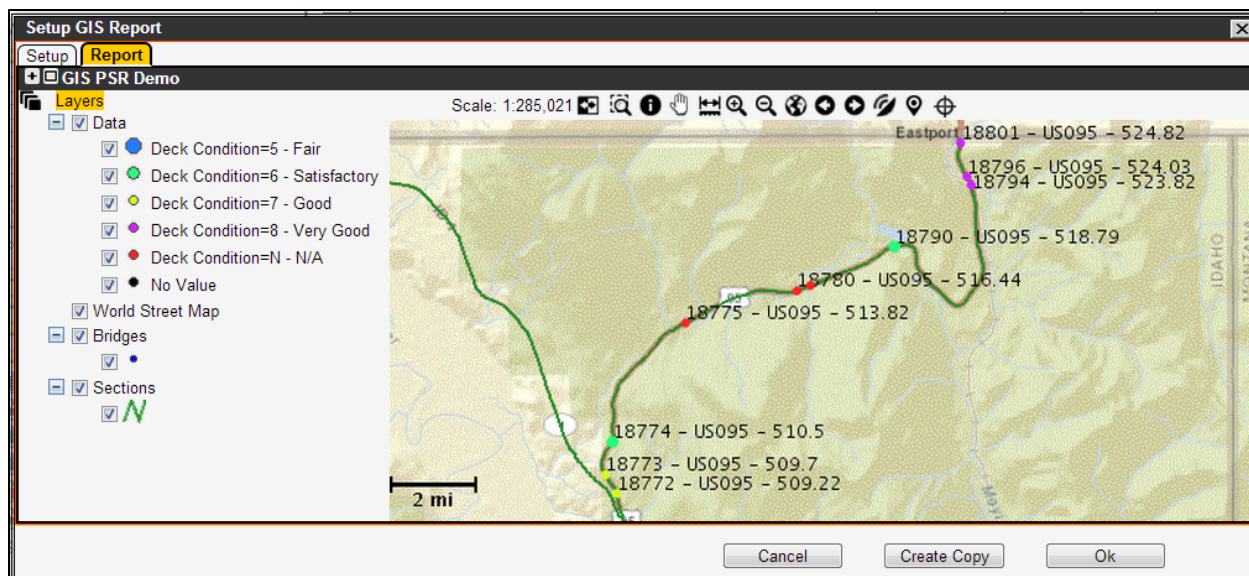 Setup GIS Report
Setup Report
GIS PSR Demo
Layers
Data
Deck Condition=5 - Fair
Deck Condition=6 - Satisfactory
Deck Condition=7 - Good
Deck Condition=8 - Very Good
Deck Condition=N - N/A
No Value
World Street Map
Bridges
Sections
Scale: 1:285,021
Eastport
18801 - US095 - 524.82
18796 - US095 - 524.03
18794 - US095 - 523.82
18790 - US095 - 518.79
18780 - US095 - 516.44
18775 - US095 - 513.82
18774 - US095 - 510.5
18773 - US095 - 509.7
18772 - US095 - 509.22
IDAHO
MONTANA
95
1
2 mi
Cancel Create Copy Ok